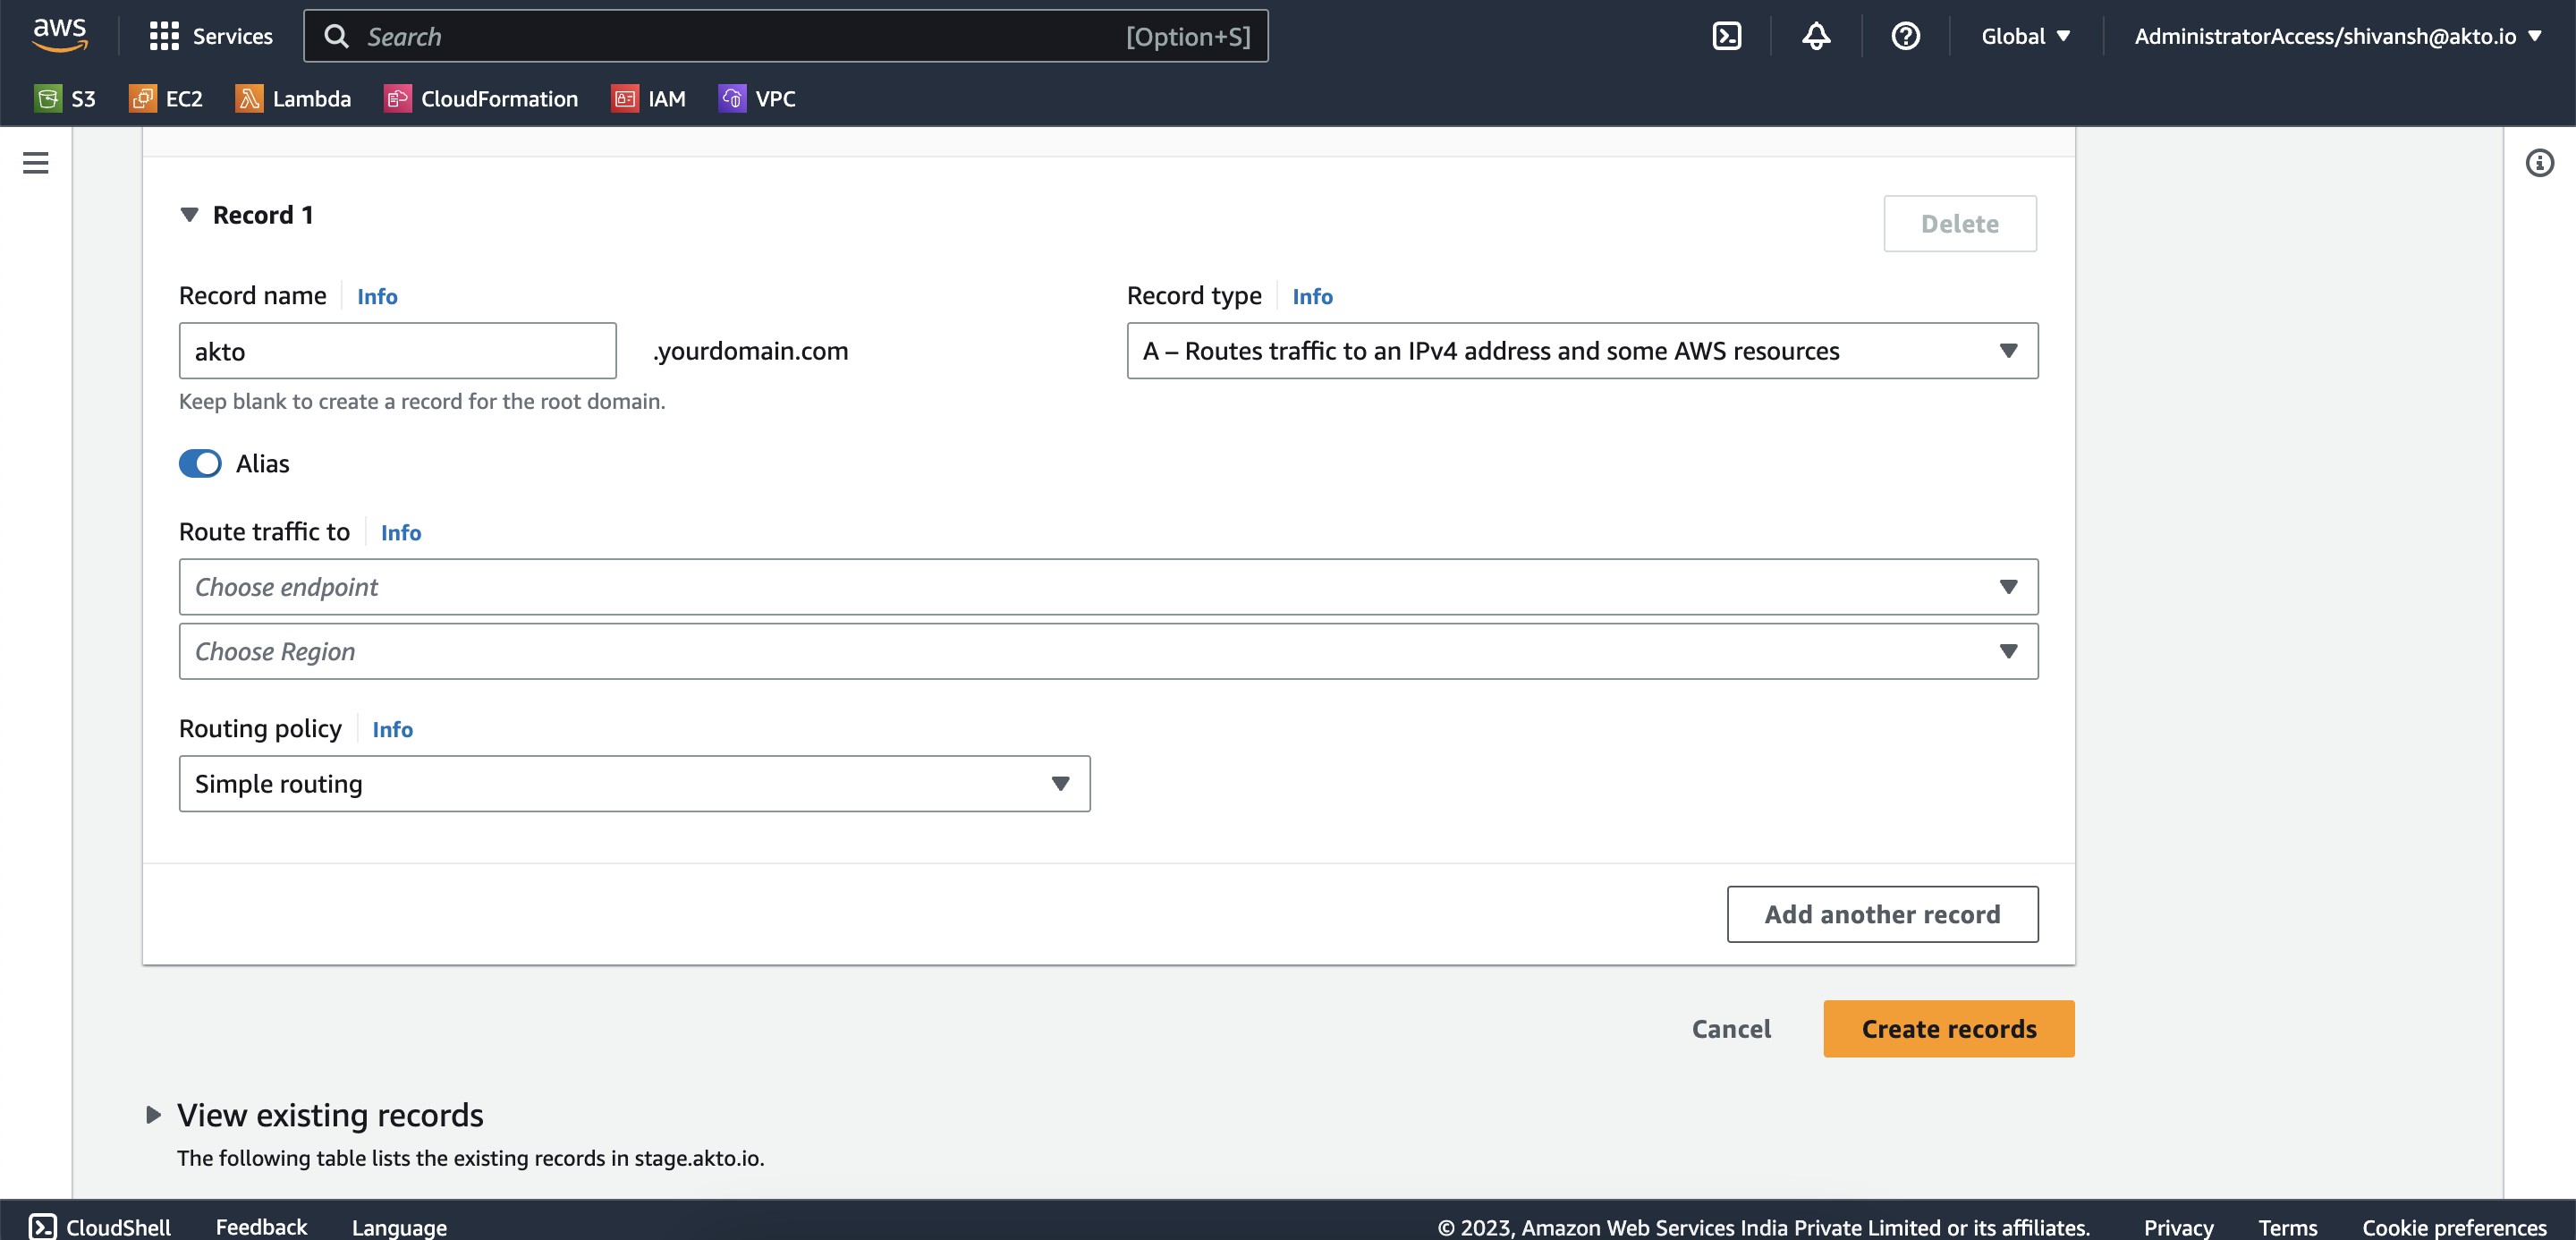 aws
Services
Search
[Option+S]
Global
AdministratorAccess/shivansh@akto.io
S3
EC2
Lambda
CloudFormation
IAM
VPC
Record 1
Delete
Record name
Info
Record type
Info
akto
.yourdomain.com
A – Routes traffic to an IPv4 address and some AWS resources
Keep blank to create a record for the root domain.
Alias
Route traffic to
Info
Choose endpoint
Choose Region
Routing policy
Info
Simple routing
Add another record
Cancel
Create records
View existing records
The following table lists the existing records in stage.akto.io.
CloudShell
Feedback
Language
© 2023, Amazon Web Services India Private Limited or its affiliates.
Privacy
Terms
Cookie preferences